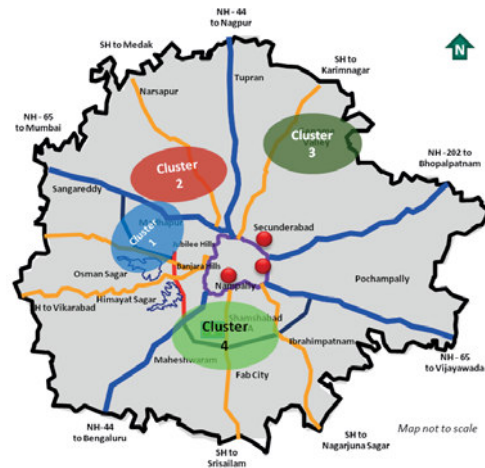 NH - 44
to Nagpur
SH to Medak
N
SH to
Karimnagar
Tupran
Narsapur
NH - 65
to Mumbai
Cluster
3
Valley
NH -202 to
Bhopalpatnam
Cluster
2
Sangareddy
Cluster
1
Secunderabad
Jubilee Hills
Banjara Hills
Osman Sagar
Pochampally
Himayat Sagar
Nampally
SH to Vikarabad
Shamshabad
Cluster
4
Ibrahimpatnam
Maheshwaram
Fab City
NH - 65
to Vijayawada
NH-44
to Bengaluru
SH to
Srisailam
SH to
Nagarjuna Sagar
Map not to scale